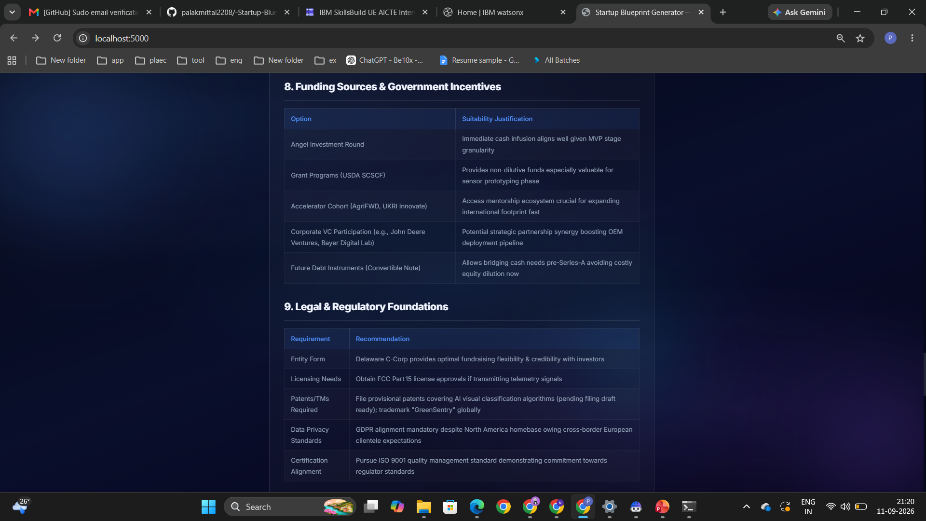 [GitHub] Sudo email verificatio
palakmittal2208/-Startup-Blu
IBM SkillsBuild UE AICTE Inter
Home | IBM watsonx
Startup Blueprint Generator —
Ask Gemini
localhost:5000
P
New folder
app
plaec
tool
eng
New folder
ex
ChatGPT - Be10x -...
Resume sample - G...
All Batches
8. Funding Sources & Government Incentives
Option Suitability Justification
Angel Investment Round
Immediate cash infusion aligns well given MVP stage
granularity
Grant Programs (USDA SCSCF)
Provides non-dilutive funds especially valuable for
sensor prototyping phase
Accelerator Cohort (AgriFWD, UKRI Innovate)
Access mentorship ecosystem crucial for expanding
international footprint fast
Corporate VC Participation (e.g., John Deere
Ventures, Bayer Digital Lab)
Potential strategic partnership synergy boosting OEM
deployment pipeline
Future Debt Instruments (Convertible Note)
Allows bridging cash needs pre-Series-A avoiding costly
equity dilution now
9. Legal & Regulatory Foundations
Requirement Recommendation
Entity Form Delaware C-Corp provides optimal fundraising flexibility & credibility with investors
Licensing Needs Obtain FCC Part15 license approvals if transmitting telemetry signals
Patents/TMs
Required
File provisional patents covering AI visual classification algorithms (pending filing draft
ready); trademark "GreenSentry" globally
Data Privacy
Standards
GDPR alignment mandatory despite North America homebase owing cross-border European
clientele expectations
Certification
Alignment
Pursue ISO 9001 quality management standard demonstrating commitment towards
regulator standards
26°
Search
ENG
IN
21:20
11-09-2026